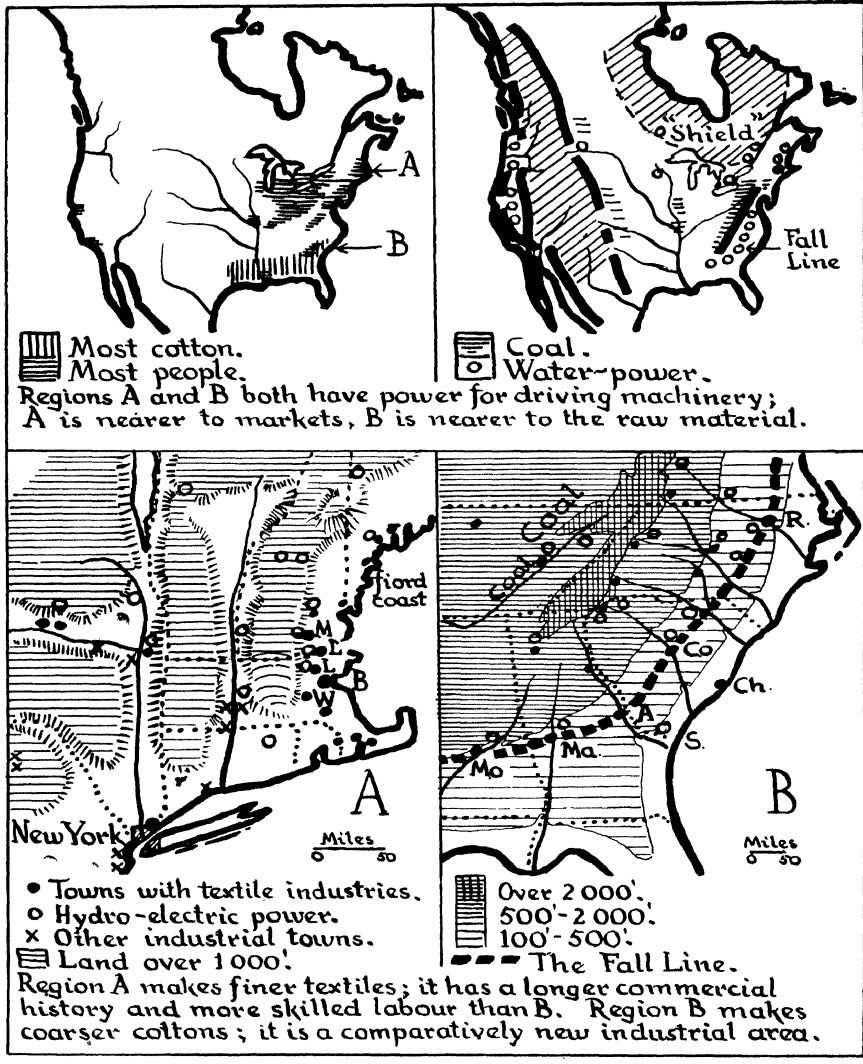 A
B
Most cotton.
Most people.
"Shield"
Fall
Line
Coal.
Water-power.
Regions A and B both have power for driving machinery;
A is nearer to markets, B is nearer to the raw material.
Fiord
coast
M
L
L
B
W
A
New York
Miles
0 50
Towns with textile industries.
Hydro-electric power.
x Other industrial towns.
Land over 1000'.
Coal
Coal
R.
Co.
Ch.
A
S.
Ma.
Mo
B
Miles
0 50
Over 2000'.
500'-2000'.
100'-500'.
The Fall Line.
Region A makes finer textiles; it has a longer commercial
history and more skilled labour than B. Region B makes
coarser cottons; it is a comparatively new industrial area.